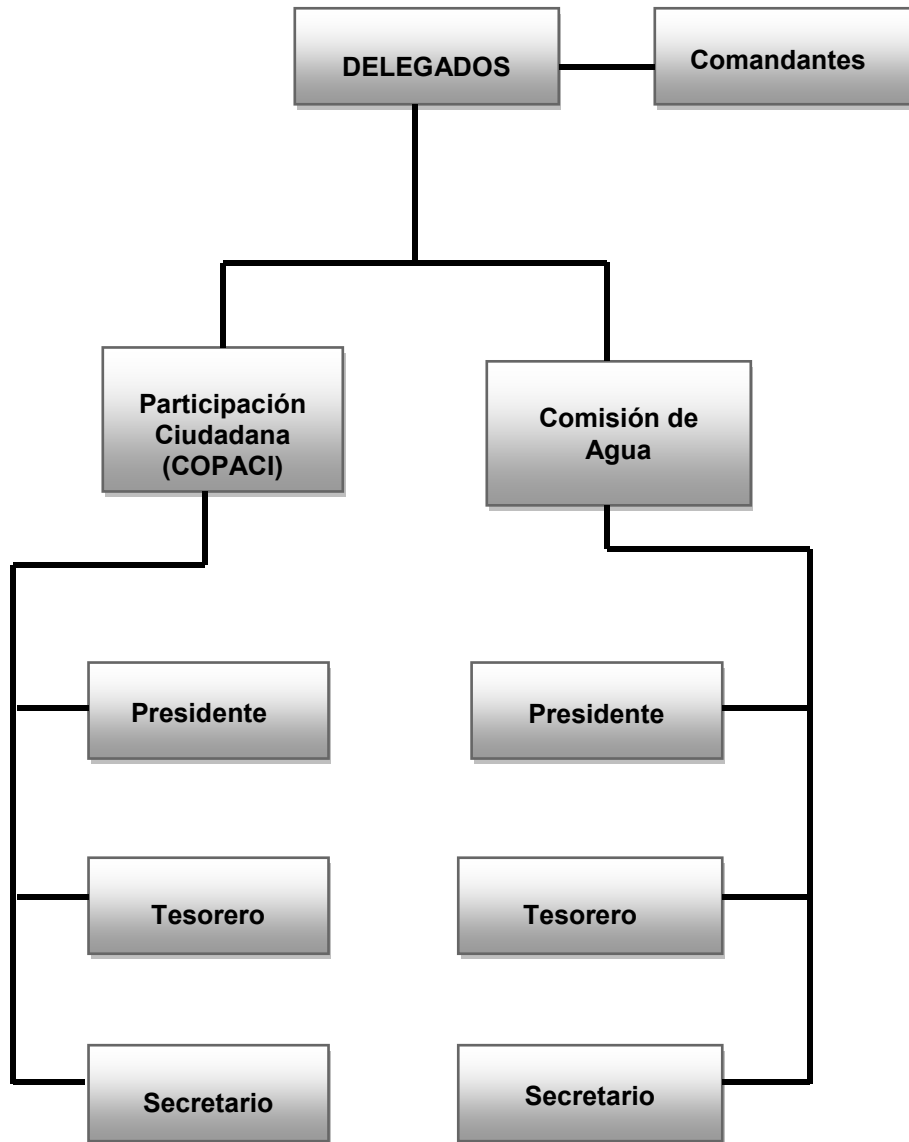 DELEGADOS
Comandantes
Participación
Ciudadana
(COPACI)
Comisión de
Agua
Presidente
Presidente
Tesorero
Tesorero
Secretario
Secretario